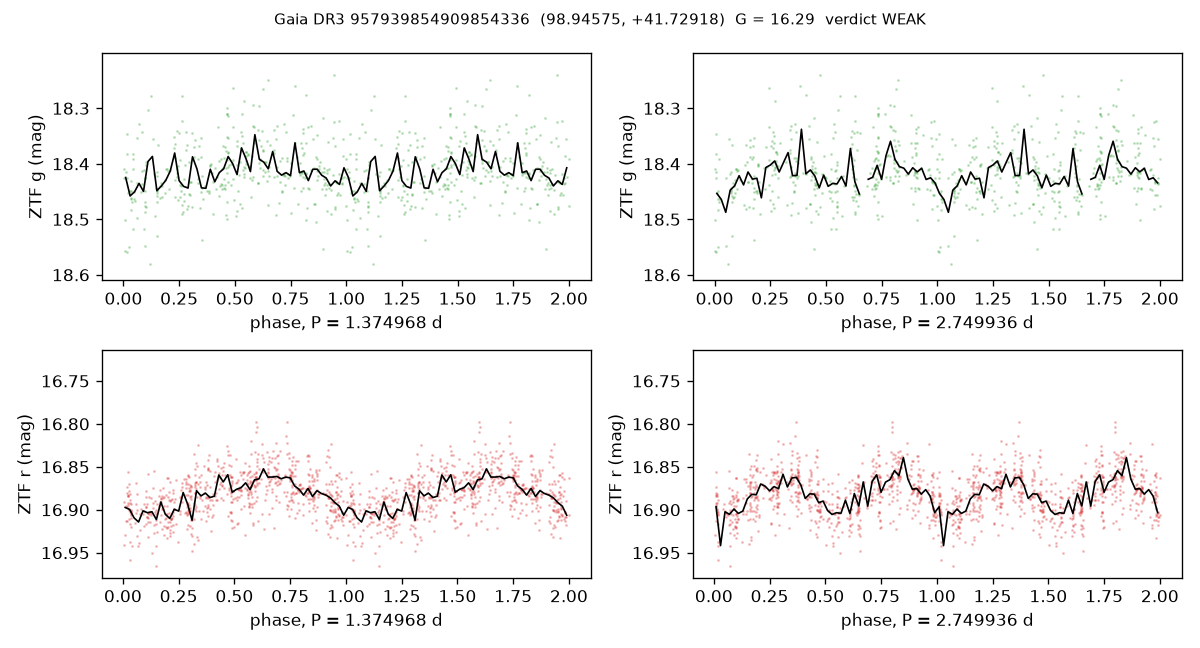 Gaia DR3 957939854909854336  (98.94575, +41.72918)  G = 16.29  verdict WEAK
ZTF g (mag)
18.3
18.4
18.5
18.6
0.00 0.25 0.50 0.75 1.00 1.25 1.50 1.75 2.00
phase, P = 1.374968 d
ZTF g (mag)
18.3
18.4
18.5
18.6
0.00 0.25 0.50 0.75 1.00 1.25 1.50 1.75 2.00
phase, P = 2.749936 d
ZTF r (mag)
16.75
16.80
16.85
16.90
16.95
0.00 0.25 0.50 0.75 1.00 1.25 1.50 1.75 2.00
phase, P = 1.374968 d
ZTF r (mag)
16.75
16.80
16.85
16.90
16.95
0.00 0.25 0.50 0.75 1.00 1.25 1.50 1.75 2.00
phase, P = 2.749936 d